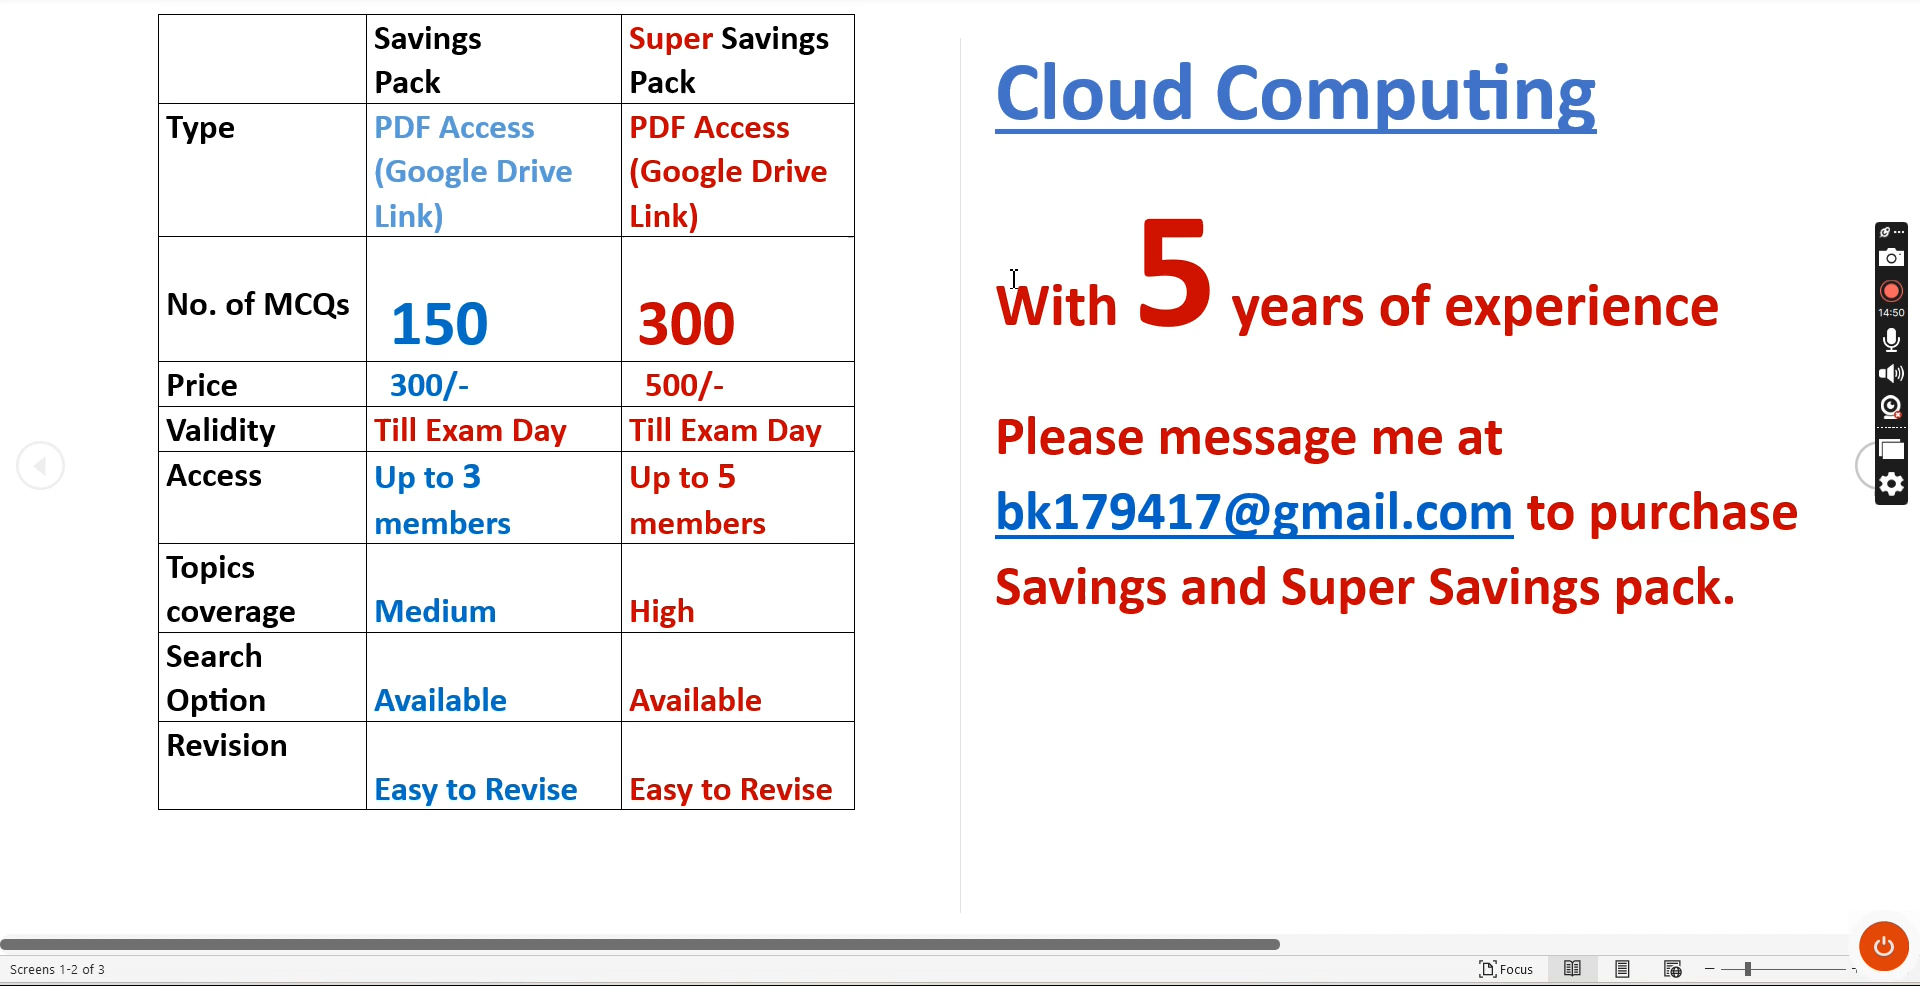 Savings
Pack
Super Savings
Pack
Type
PDF Access
(Google Drive
Link)
PDF Access
(Google Drive
Link)
No. of MCQs
150
300
Price
300/-
500/-
Validity
Till Exam Day
Till Exam Day
Access
Up to 3
members
Up to 5
members
Topics
coverage
Medium
High
Search
Option
Available
Available
Revision
Easy to Revise
Easy to Revise
Cloud Computing
With 5 years of experience
Please message me at
bk179417@gmail.com to purchase
Savings and Super Savings pack.
14:50
Screens 1-2 of 3
Focus